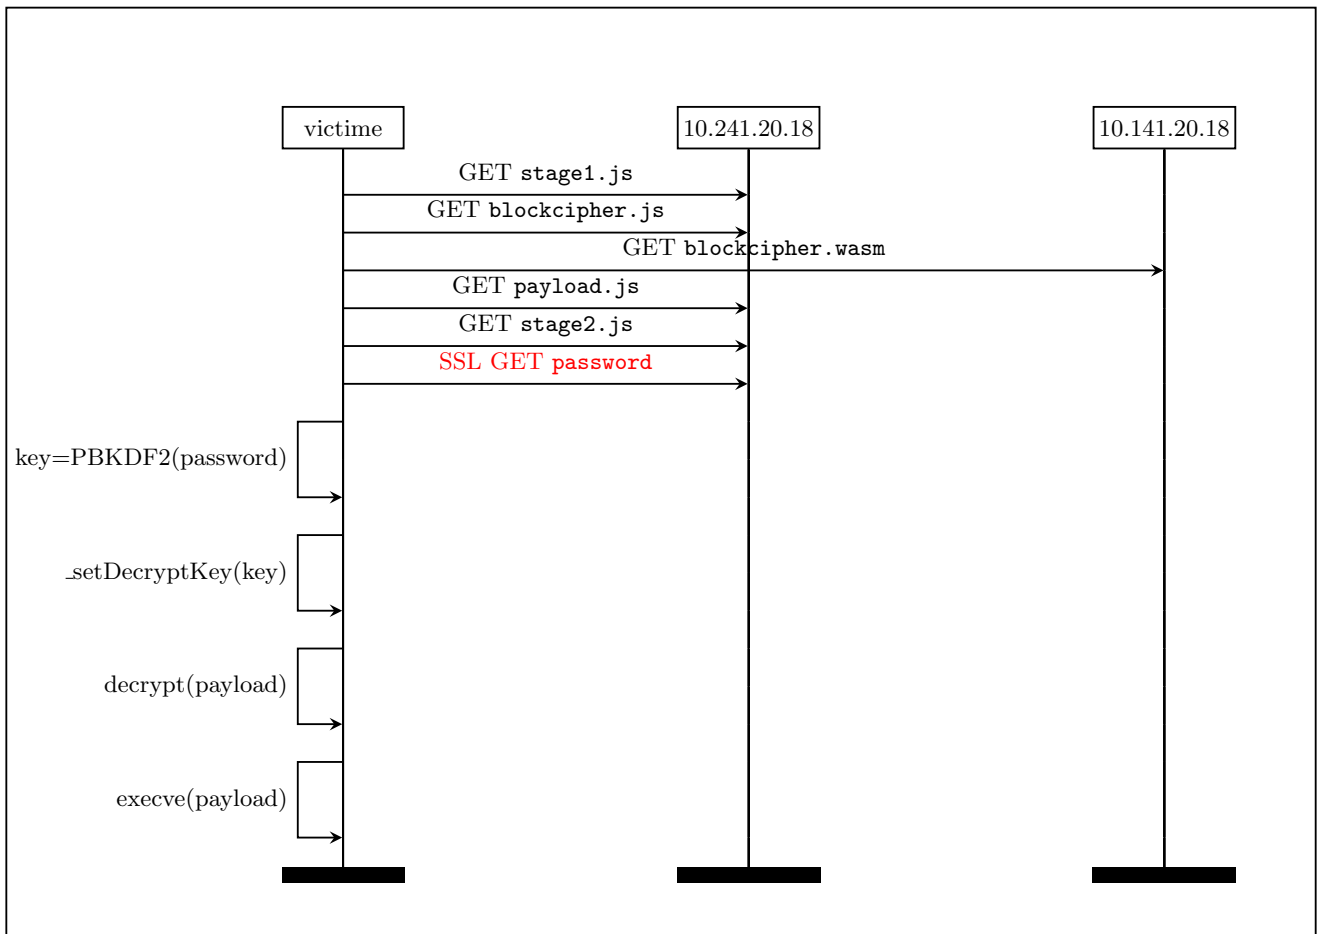 victime
10.241.20.18
10.141.20.18
GET stage1.js
GET blockcipher.js
GET blockcipher.wasm
GET payload.js
GET stage2.js
SSL GET password
key=PBKDF2(password)
_setDecryptKey(key)
decrypt(payload)
execve(payload)